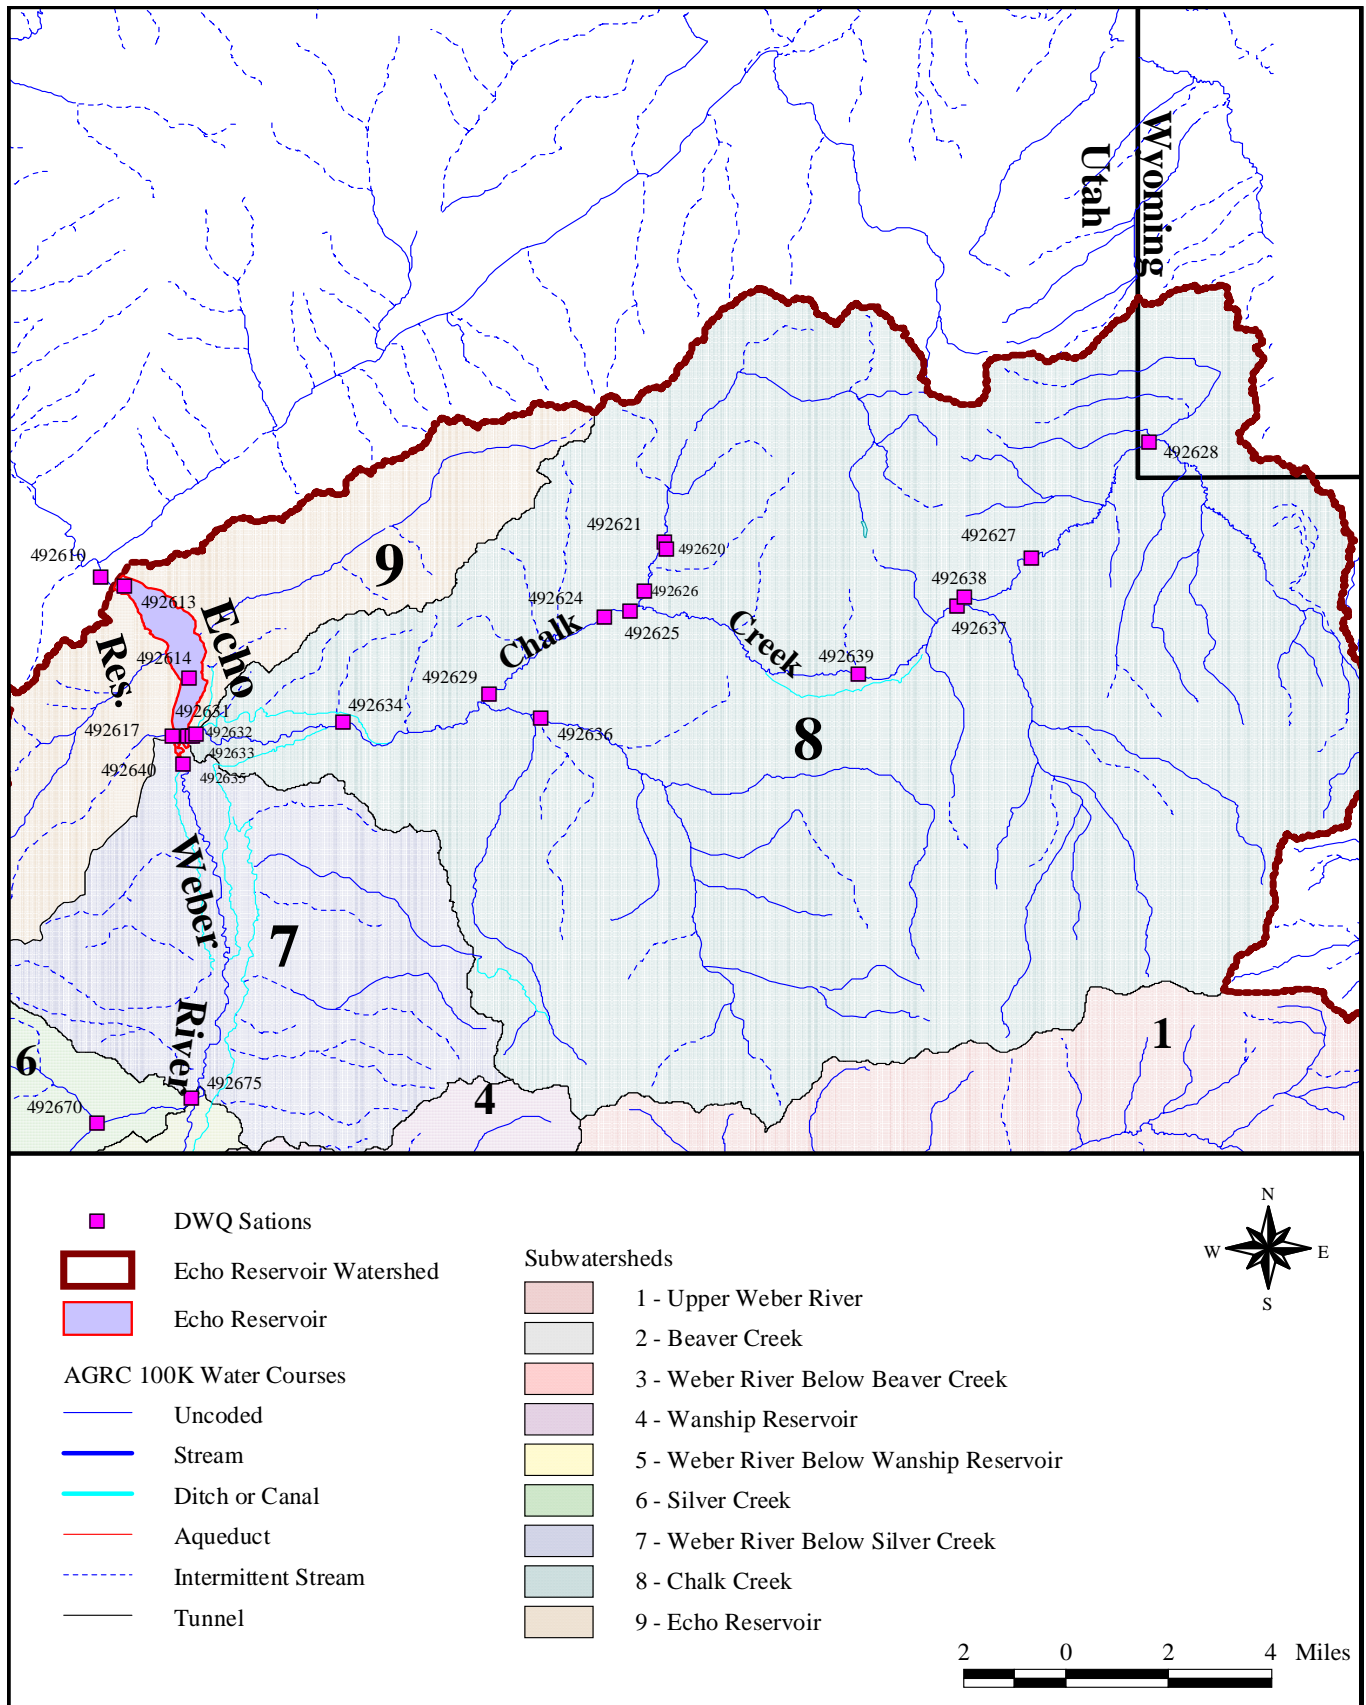 Wyoming
Utah
492628
492621
492620
492627
9
492610
492638
492626
492613
492624
492625
492637
Echo
Chalk
Creek
Res.
492614
492639
492629
492631
492634
492617
492632
492636
8
492633
492640
492635
Weber
7
River
1
6
492675
4
492670
N
W E
S
DWQ Sations
Echo Reservoir Watershed
Echo Reservoir
AGRC 100K Water Courses
Uncoded
Stream
Ditch or Canal
Aqueduct
Intermittent Stream
Tunnel
Subwatersheds
1 - Upper Weber River
2 - Beaver Creek
3 - Weber River Below Beaver Creek
4 - Wanship Reservoir
5 - Weber River Below Wanship Reservoir
6 - Silver Creek
7 - Weber River Below Silver Creek
8 - Chalk Creek
9 - Echo Reservoir
2 0 2 4 Miles